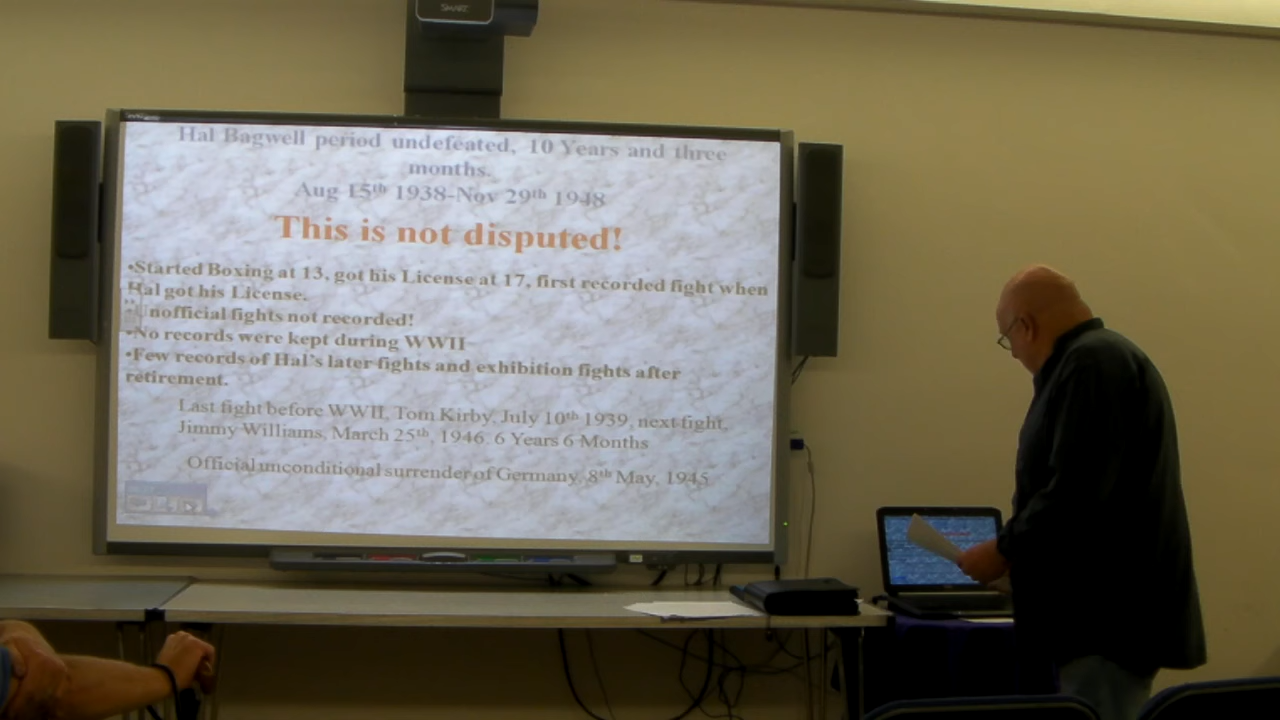 SMART
Hal Bagwell period undefeated, 10 Years and three
months.
Aug 15th 1938-Nov 29th 1948
This is not disputed!
•Started Boxing at 13, got his License at 17, first recorded fight when
Hal got his License.
•Unofficial fights not recorded!
•No records were kept during WWII
•Few records of Hal's later fights and exhibition fights after
retirement.
Last fight before WWII, Tom Kirby, July 10th 1939, next fight,
Jimmy Williams, March 25th, 1946, 6 Years 6 Months
Official unconditional surrender of Germany, 8th May, 1945